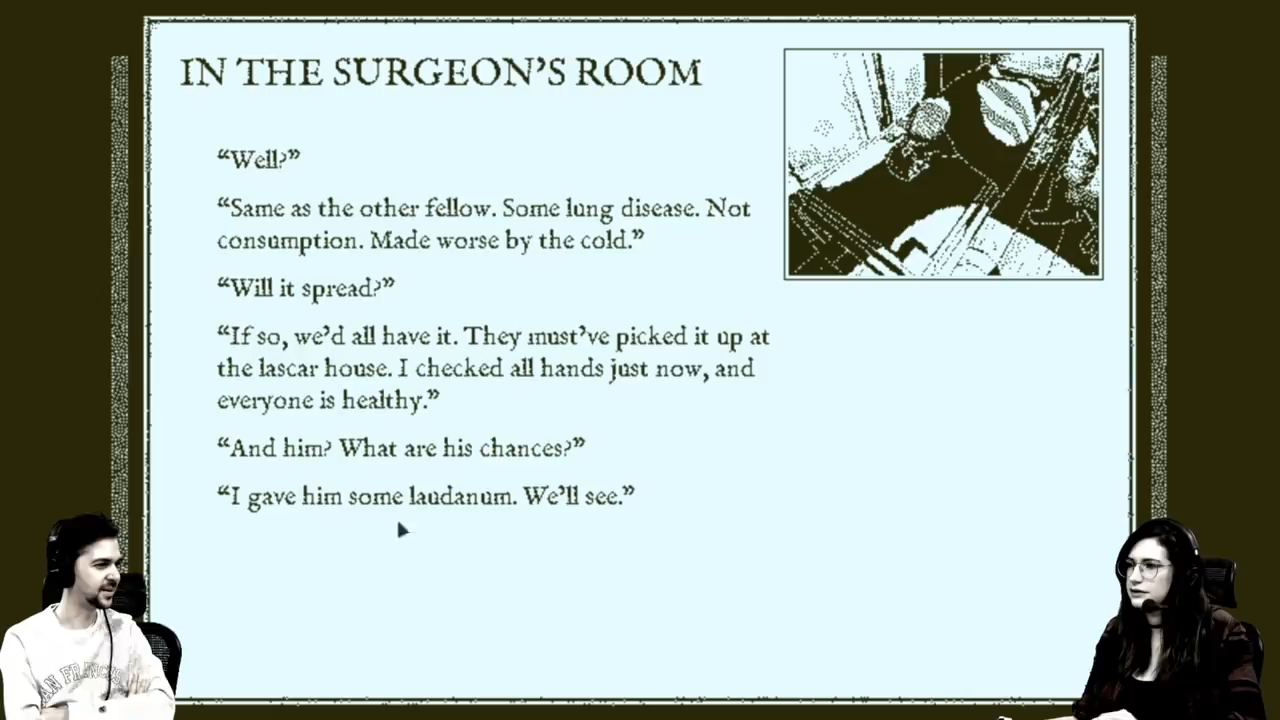 IN THE SURGEON'S ROOM
“Well?”
“Same as the other fellow. Some lung disease. Not
consumption. Made worse by the cold.”
“Will it spread?”
“If so, we'd all have it. They must've picked it up at
the lascar house. I checked all hands just now, and
everyone is healthy.”
“And him? What are his chances?”
“I gave him some laudanum. We'll see.”